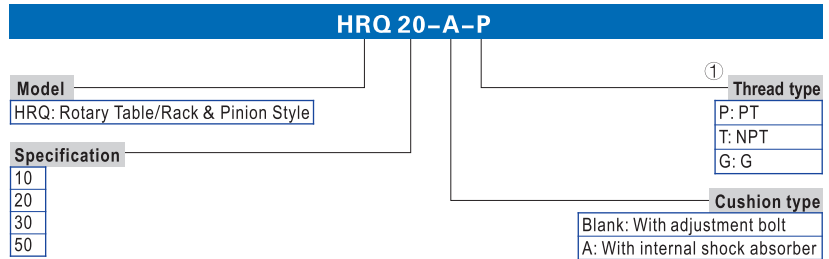 HRQ 20-A-P
Model
HRQ: Rotary Table/Rack & Pinion Style
Specification
10
20
30
50
①
Thread type
P: PT
T: NPT
G: G
Cushion type
Blank: With adjustment bolt
A: With internal shock absorber